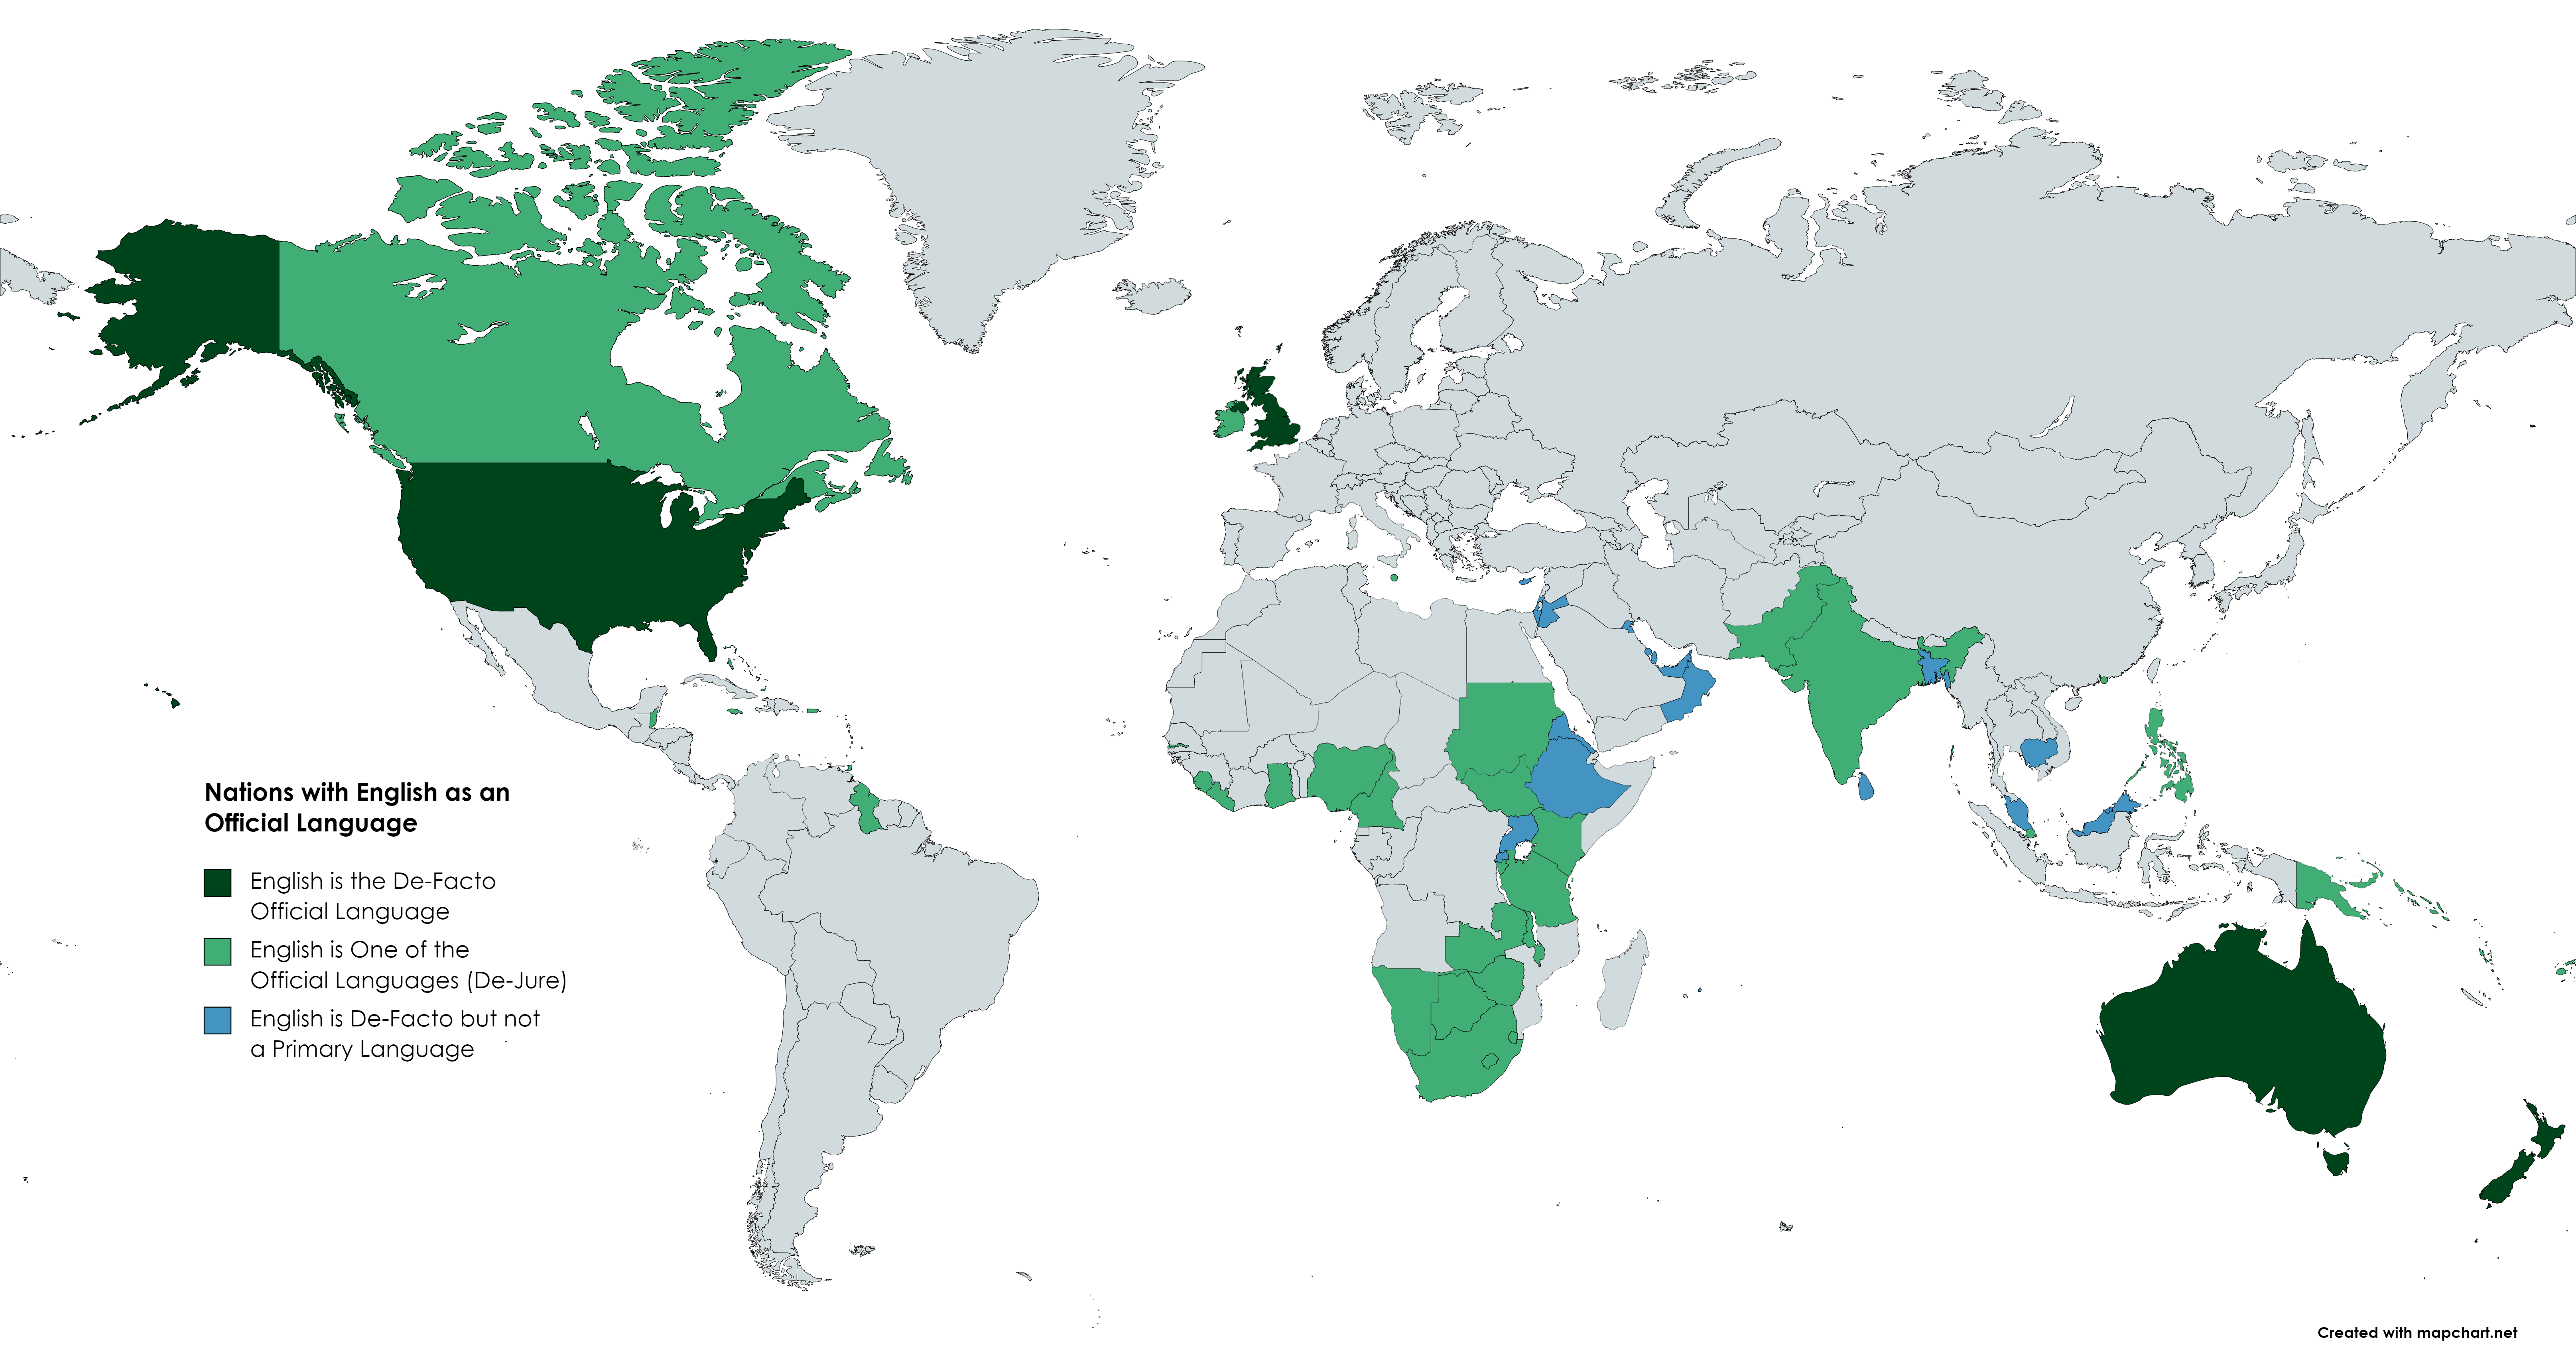 Nations with English as an
Official Language
English is the De-Facto
Official Language
English is One of the
Official Languages (De-Jure)
English is De-Facto but not
a Primary Language
Created with mapchart.net